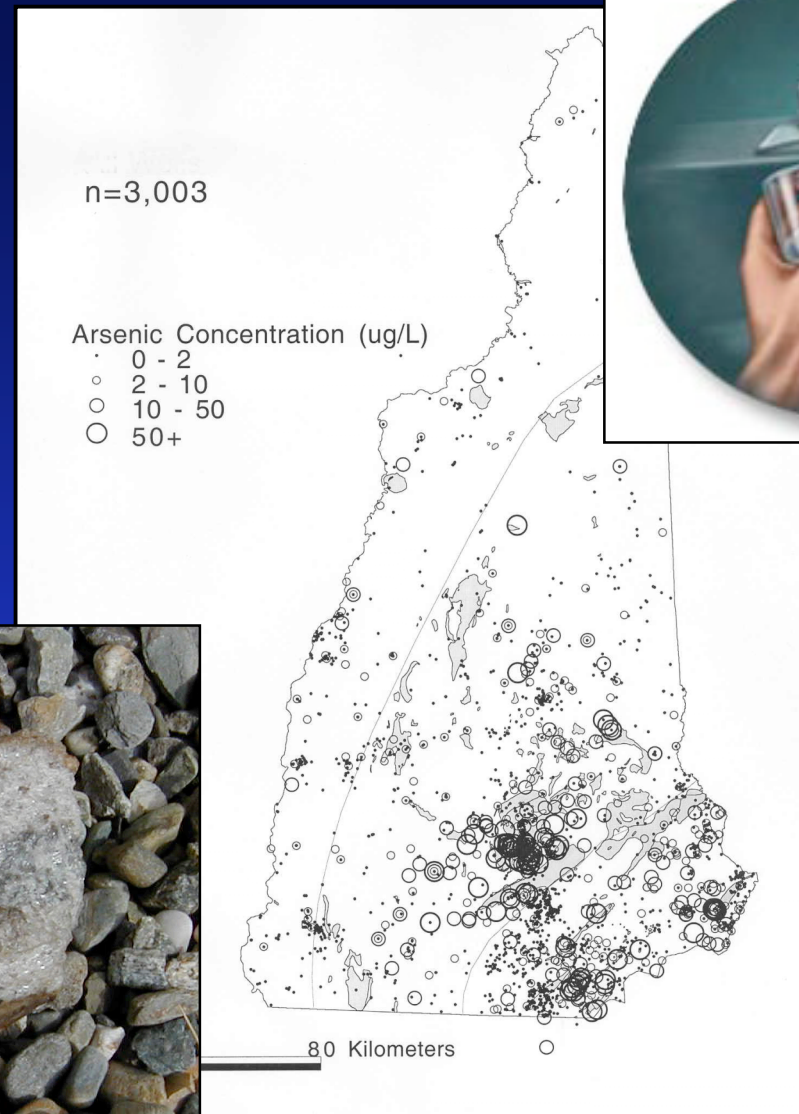 n=3,003
Arsenic Concentration (ug/L)
0 - 2
2 - 10
10 - 50
50+
80 Kilometers